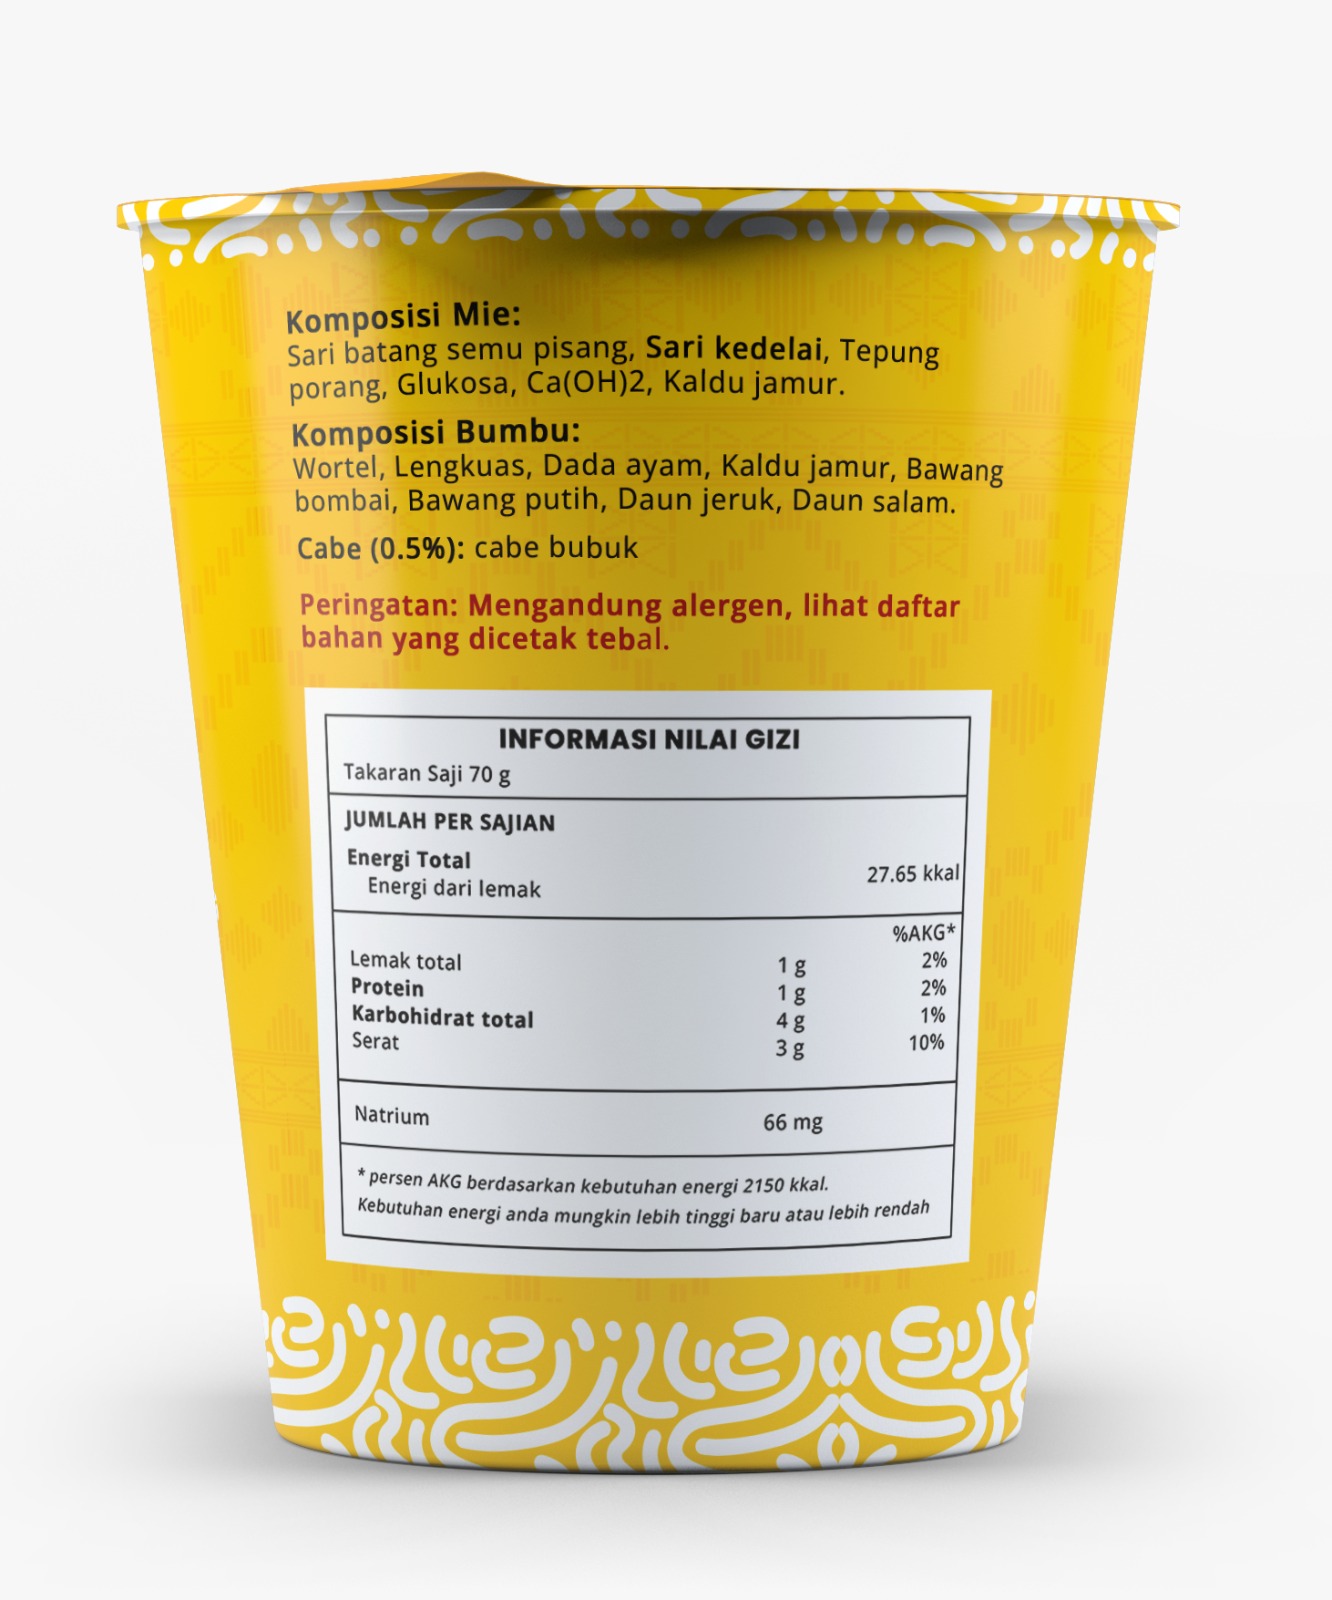 Komposisi Mie:
Sari batang semu pisang, Sari kedelai, Tepung
porang, Glukosa, Ca(OH)2, Kaldu jamur.
Komposisi Bumbu:
Wortel, Lengkuas, Dada ayam, Kaldu jamur, Bawang
bombai, Bawang putih, Daun jeruk, Daun salam.
Cabe (0.5%): cabe bubuk
Peringatan: Mengandung alergen, lihat daftar
bahan yang dicetak tebal.
INFORMASI NILAI GIZI
Takaran Saji 70 g
JUMLAH PER SAJIAN
Energi Total
Energi dari lemak 27.65 kkal
%AKG*
Lemak total 1 g 2%
Protein 1 g 2%
Karbohidrat total 4 g 1%
Serat 3 g 10%
Natrium 66 mg
* persen AKG berdasarkan kebutuhan energi 2150 kkal.
Kebutuhan energi anda mungkin lebih tinggi baru atau lebih rendah